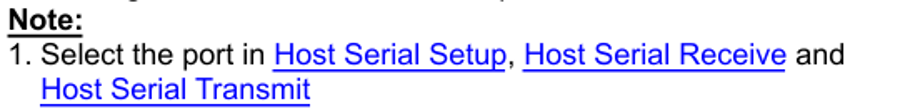 Note:
1. Select the port in Host Serial Setup, Host Serial Receive and
Host Serial Transmit